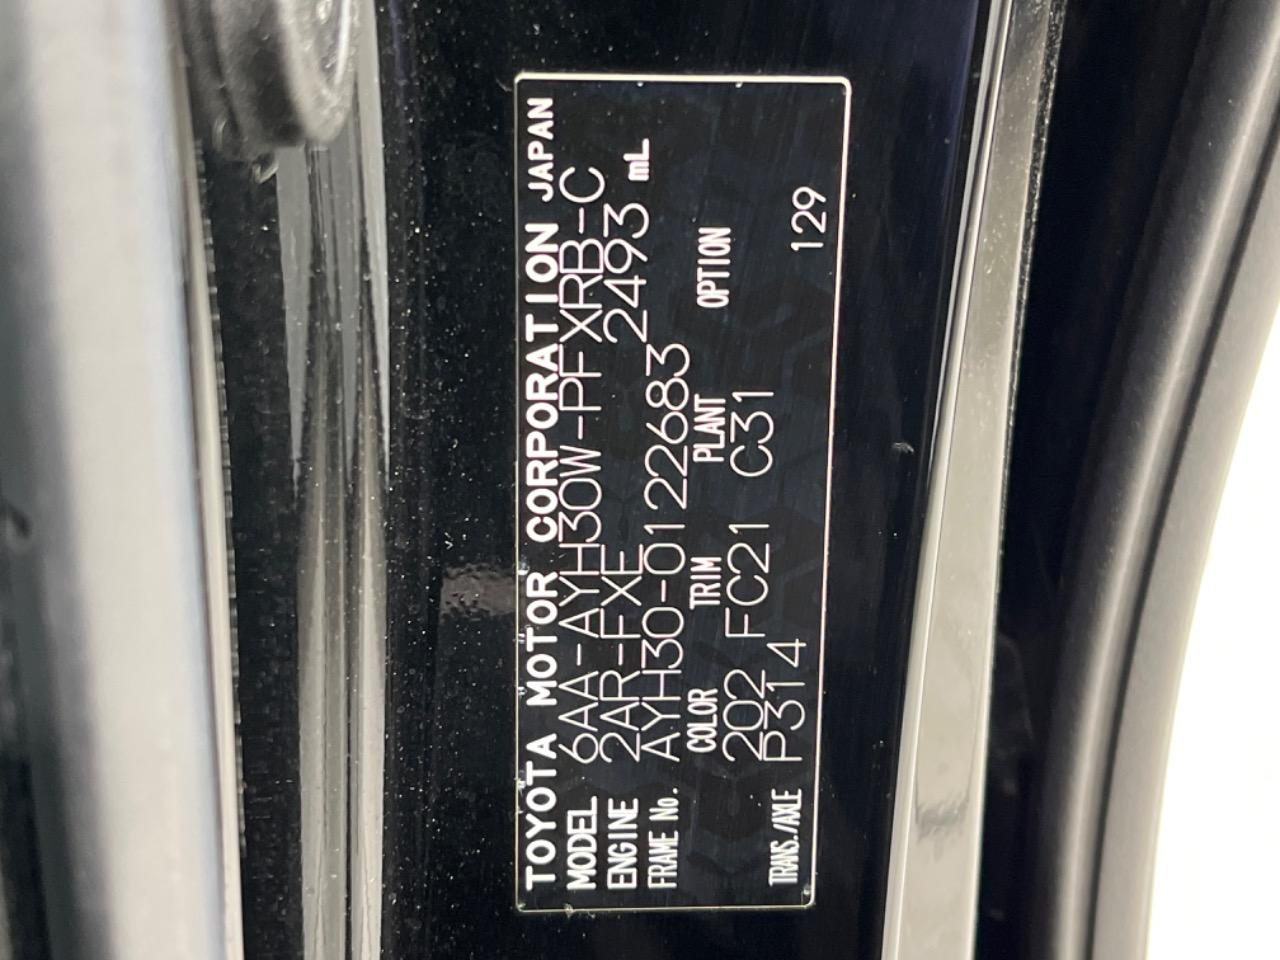 TOYOTA MOTOR CORPORATION JAPAN
MODEL 6AA-AYH30W-PFXRB-C
ENGINE 2AR-FXE 2493 mL
FRAME No. AYH30-0122683
COLOR TRIM PLANT OPTION
202 FC21 C31
TRANS./AXLE P314 129